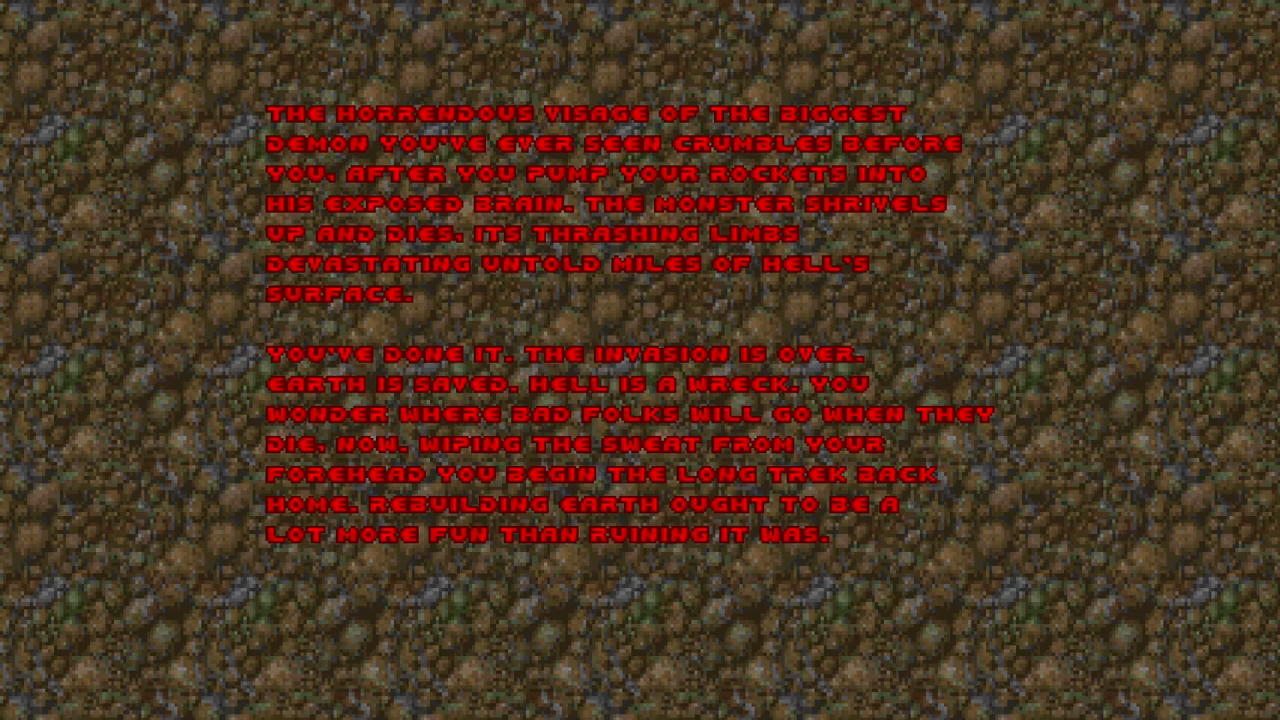 THE HORRENDOUS VISAGE OF THE BIGGEST
DEMON YOU'VE EVER SEEN CRUMBLES BEFORE
YOU, AFTER YOU PUMP YOUR ROCKETS INTO
HIS EXPOSED BRAIN. THE MONSTER SHRIVELS
UP AND DIES, ITS THRASHING LIMBS
DEVASTATING UNTOLD MILES OF HELL'S
SURFACE.
YOU'VE DONE IT. THE INVASION IS OVER.
EARTH IS SAVED. HELL IS A WRECK. YOU
WONDER WHERE BAD FOLKS WILL GO WHEN THEY
DIE, NOW. WIPING THE SWEAT FROM YOUR
FOREHEAD YOU BEGIN THE LONG TREK BACK
HOME. REBUILDING EARTH OUGHT TO BE A
LOT MORE FUN THAN RUINING IT WAS.